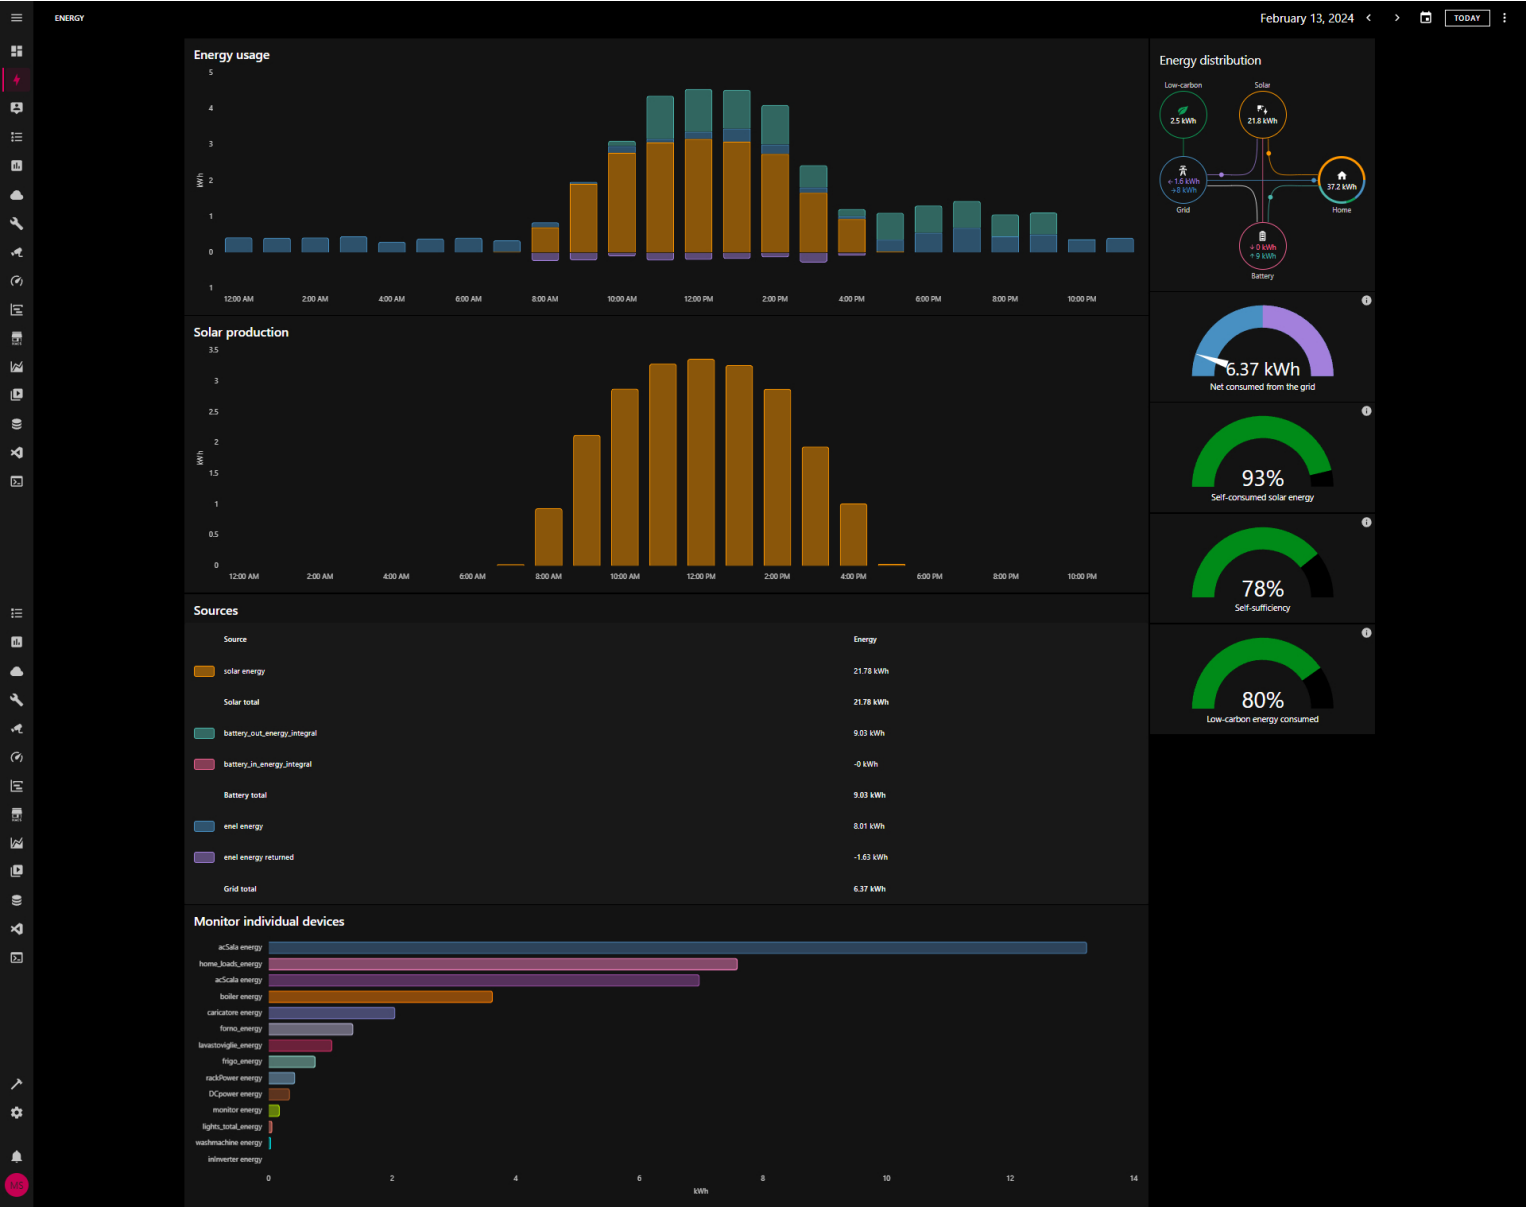 ENERGY
February 13, 2024
TODAY
Energy usage
5
4
3
2
1
0
1
kWh
12:00 AM 2:00 AM 4:00 AM 6:00 AM 8:00 AM 10:00 AM 12:00 PM 2:00 PM 4:00 PM 6:00 PM 8:00 PM 10:00 PM
Solar production
3.5
3
2.5
2
1.5
1
0.5
0
kWh
12:00 AM 2:00 AM 4:00 AM 6:00 AM 8:00 AM 10:00 AM 12:00 PM 2:00 PM 4:00 PM 6:00 PM 8:00 PM 10:00 PM
Sources
Source Energy
solar energy 21.78 kWh
Solar total 21.78 kWh
battery_out_energy_integral 9.03 kWh
battery_in_energy_integral -0 kWh
Battery total 9.03 kWh
enel energy 8.01 kWh
enel energy returned -1.63 kWh
Grid total 6.37 kWh
Monitor individual devices
acSala energy
home_loads_energy
acScala energy
boiler energy
caricatore energy
forno_energy
lavastoviglie_energy
frigo_energy
rackPower energy
DCpower energy
monitor energy
lights_total_energy
washmachine energy
inInverter energy
0 2 4 6 8 10 12 14
kWh
Energy distribution
Low-carbon Solar
2.5 kWh 21.8 kWh
←1.6 kWh
→8 kWh
37.2 kWh
Grid Home
↓0 kWh
↑9 kWh
Battery
6.37 kWh
Net consumed from the grid
93%
Self-consumed solar energy
78%
Self-sufficiency
80%
Low-carbon energy consumed
MS